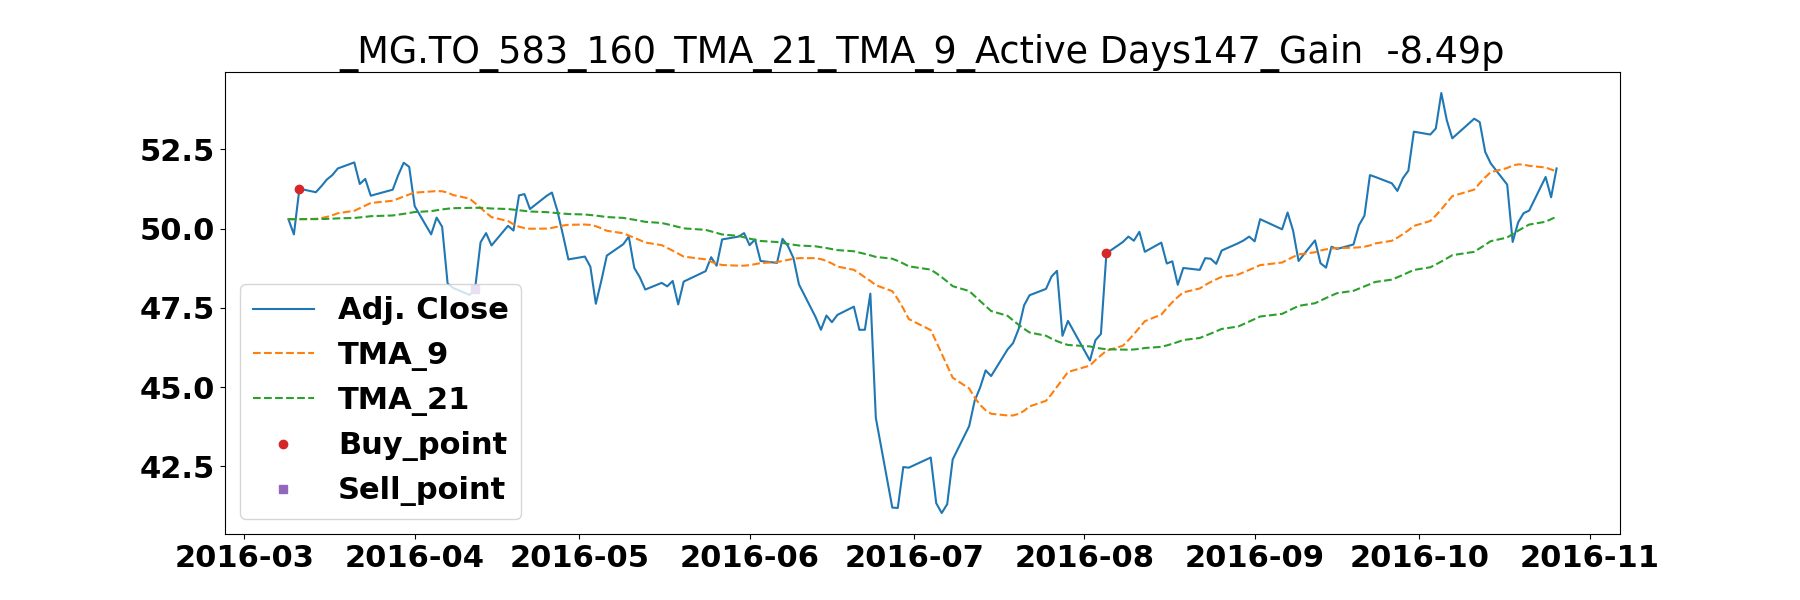 _MG.TO_583_160_TMA_21_TMA_9_Active Days147_Gain  -8.49p
52.5
50.0
47.5
45.0
42.5
Adj. Close
TMA_9
TMA_21
Buy_point
Sell_point
2016-03 2016-04 2016-05 2016-06 2016-07 2016-08 2016-09 2016-10 2016-11